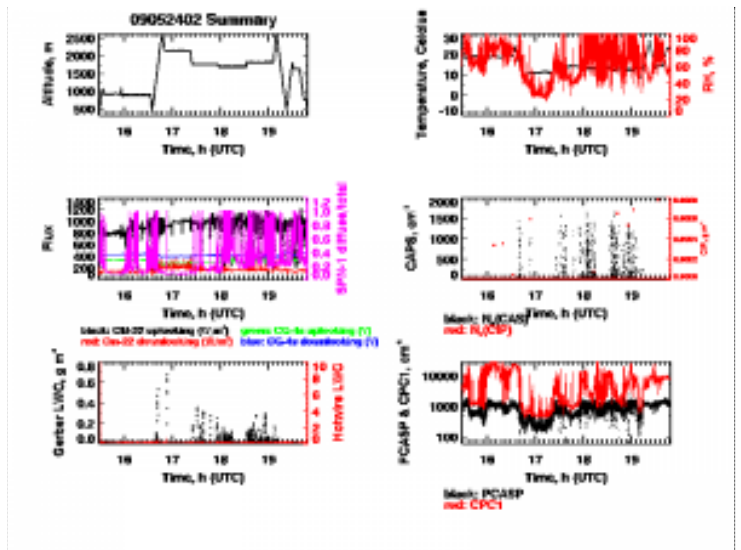 09052402 Summary
Altitude, m
2500
2000
1500
1000
500
16 17 18 19
Time, h (UTC)
Temperature, Celsius
30
20
10
0
-10
RH, %
100
80
60
40
20
0
16 17 18 19
Time, h (UTC)
Flux
1000
800
600
400
200
0
SPN-1 diffuse/total
16 17 18 19
Time, h (UTC)
black: CM-22 uplooking (W/m²) green: CG-4s uplooking (V)
red: Cm-22 downlooking (W/m²) blue: CG-4s downlooking (V)
CAPS, cm⁻³
2000
1500
1000
500
0
16 17 18 19
Time, h (UTC)
black: N,(CAS)
red: N,(CIP)
Gerber LWC, g m⁻³
0.8
0.6
0.4
0.2
0.0
Hotwire LWC
10
8
6
4
2
16 17 18 19
Time, h (UTC)
PCASP & CPC1, cm⁻³
10000
1000
100
16 17 18 19
Time, h (UTC)
black: PCASP
red: CPC1